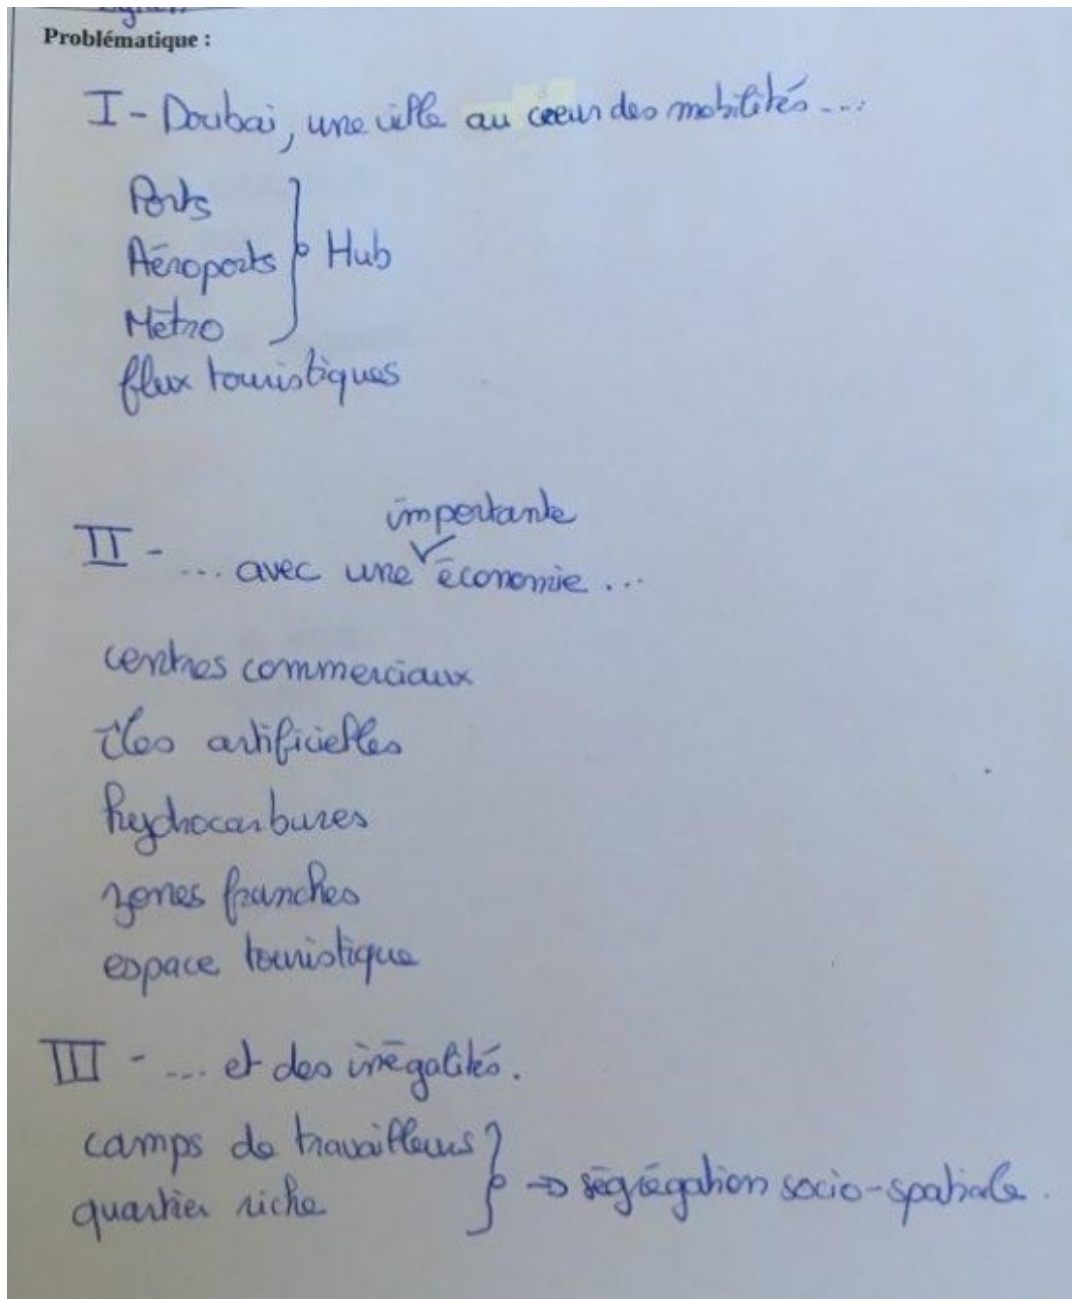 Problématique :
I - Doubai, une ville au cœur des mobilités...
Ports
Aéroports } Hub
Métro
flux touristiques
importante
II - ... avec une économie ...
centres commerciaux
îles artificielles
hydrocarbures
zones franches
espace touristique
III - ... et des inégalités.
camps de travailleurs
quartier riche } → ségrégation socio-spatiale.